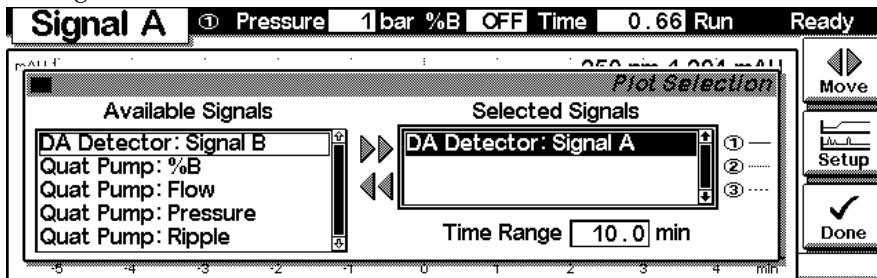 Signal A ① Pressure 1 bar %B OFF Time 0.66 Run Ready
Plot Selection
Available Signals Selected Signals
DA Detector: Signal B
Quat Pump: %B
Quat Pump: Flow
Quat Pump: Pressure
Quat Pump: Ripple
DA Detector: Signal A
①
②
③
Time Range 10.0 min
Move
Setup
Done
-5 -4 -3 -2 -1 0 1 2 3 4 min